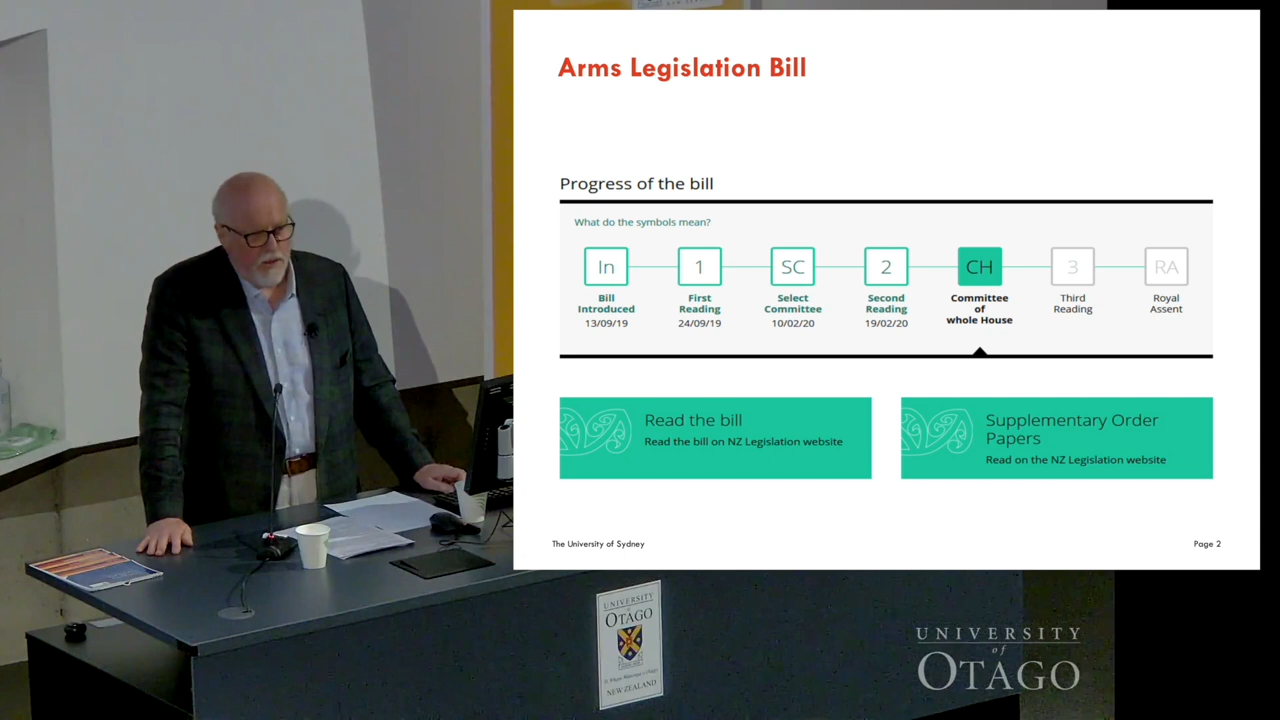 Arms Legislation Bill
Progress of the bill
What do the symbols mean?
In
1
SC
2
CH
3
RA
Bill
Introduced
13/09/19
First
Reading
24/09/19
Select
Committee
10/02/20
Second
Reading
19/02/20
Committee
of
whole House
Third
Reading
Royal
Assent
Read the bill
Read the bill on NZ Legislation website
Supplementary Order
Papers
Read on the NZ Legislation website
The University of Sydney
Page 2
UNIVERSITY
of
OTAGO
NEW ZEALAND
UNIVERSITY
of
OTAGO